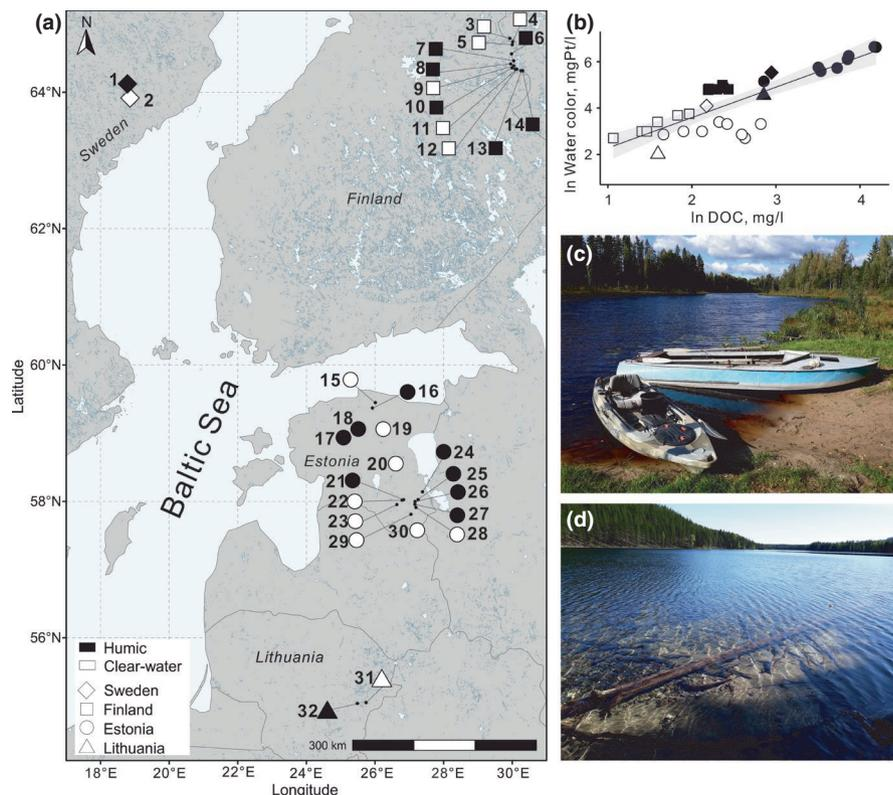 (a)
N
1
2
Sweden
3
4
5
6
7
8
9
10
11
12
13
14
Finland
64°N
62°N
60°N
58°N
56°N
Latitude
Baltic Sea
15
16
17
18
19
Estonia
20
21
22
23
29
30
24
25
26
27
28
Lithuania
31
32
Humic
Clear-water
Sweden
Finland
Estonia
Lithuania
300 km
18°E 20°E 22°E 24°E 26°E 28°E 30°E
Longitude
(b)
ln Water color, mgPt/l
6
4
2
1 2 3 4
ln DOC, mg/l
(c)
(d)